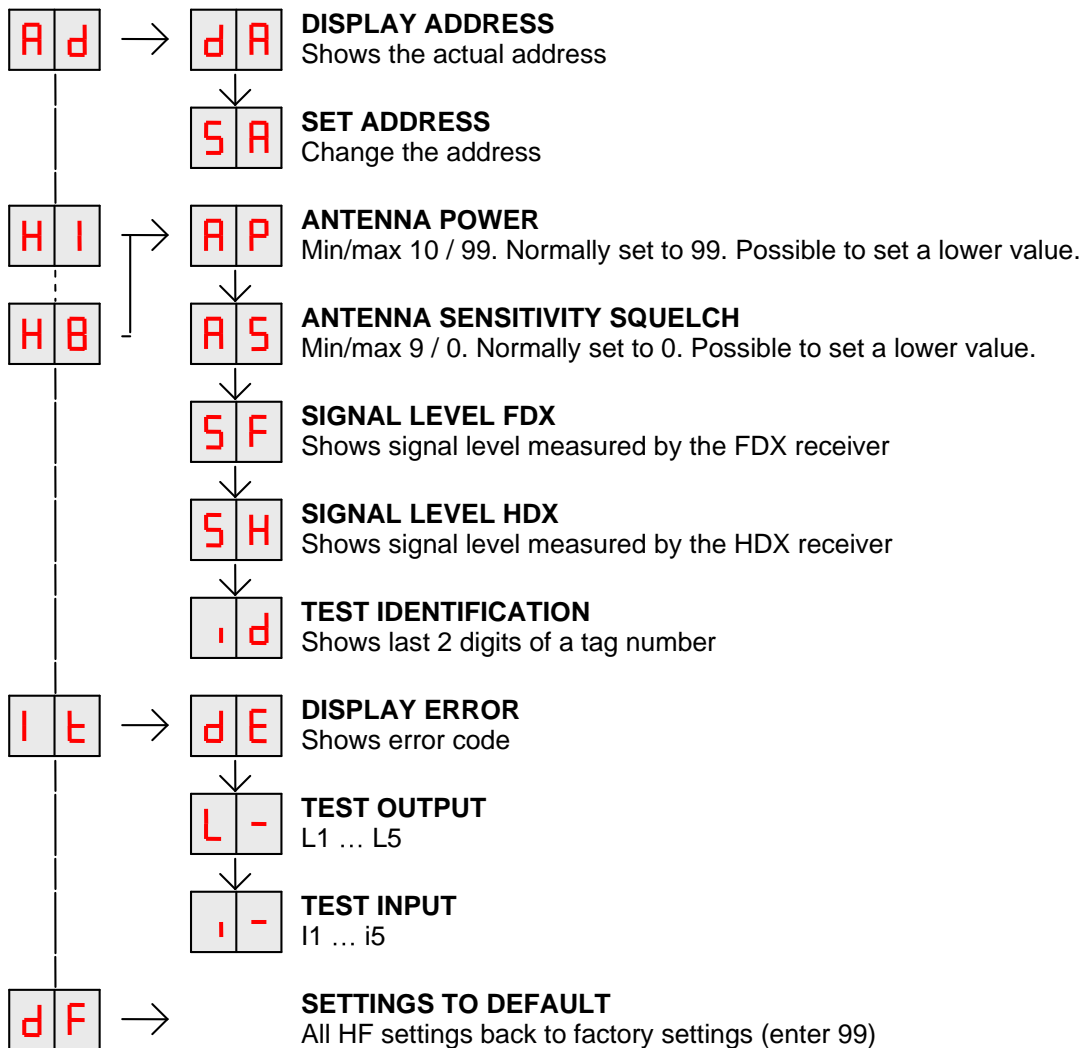 Ad dA DISPLAY ADDRESS
Shows the actual address
SA SET ADDRESS
Change the address
H1 AP ANTENNA POWER
Min/max 10 / 99. Normally set to 99. Possible to set a lower value.
H8 AS ANTENNA SENSITIVITY SQUELCH
Min/max 9 / 0. Normally set to 0. Possible to set a lower value.
SF SIGNAL LEVEL FDX
Shows signal level measured by the FDX receiver
SH SIGNAL LEVEL HDX
Shows signal level measured by the HDX receiver
id TEST IDENTIFICATION
Shows last 2 digits of a tag number
It dE DISPLAY ERROR
Shows error code
L- TEST OUTPUT
L1 … L5
i- TEST INPUT
I1 … i5
dF SETTINGS TO DEFAULT
All HF settings back to factory settings (enter 99)